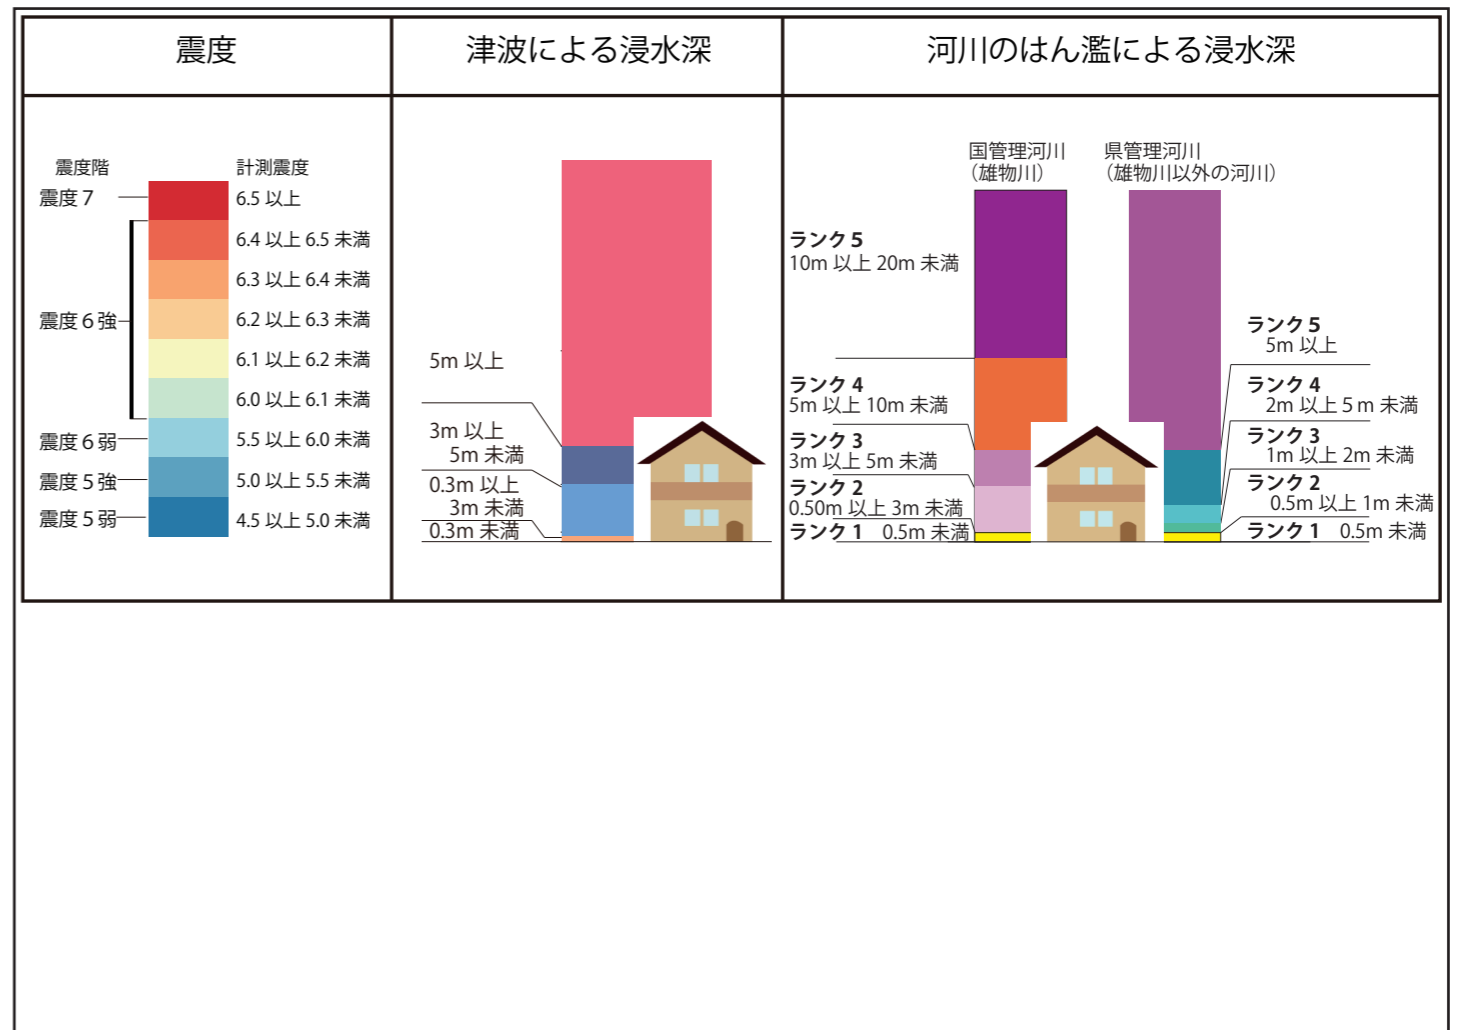 震度
津波による浸水深
河川のはん濫による浸水深
震度階
計測震度
震度７
6.5 以上
6.4 以上 6.5 未満
6.3 以上 6.4 未満
震度６強
6.2 以上 6.3 未満
6.1 以上 6.2 未満
6.0 以上 6.1 未満
震度６弱
5.5 以上 6.0 未満
震度５強
5.0 以上 5.5 未満
震度５弱
4.5 以上 5.0 未満
5m 以上
3m 以上
5m 未満
0.3m 以上
3m 未満
0.3m 未満
国管理河川
（雄物川）
ランク５
10m 以上 20m 未満
ランク４
5m 以上 10m 未満
ランク３
3m 以上 5m 未満
ランク２
0.50m 以上 3m 未満
ランク１ 0.5m 未満
県管理河川
（雄物川以外の河川）
ランク５
5m 以上
ランク４
2m 以上 5 m 未満
ランク３
1m 以上 2m 未満
ランク２
0.5m 以上 1m 未満
ランク１ 0.5m 未満